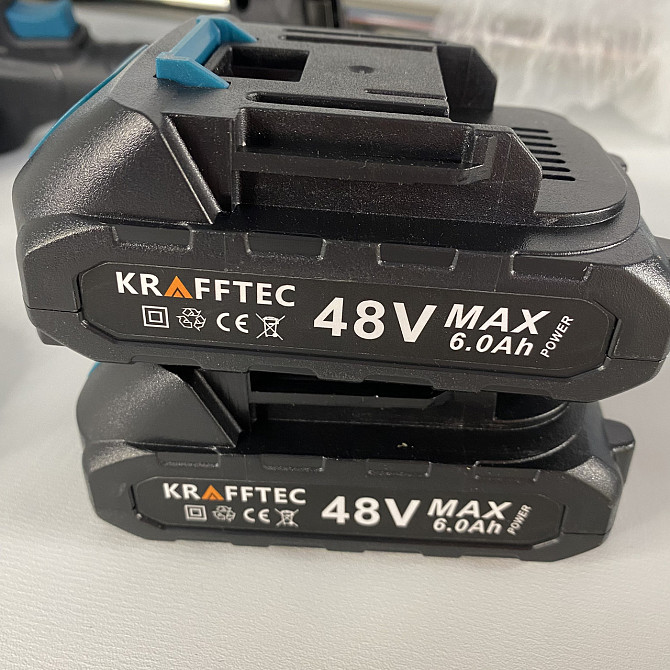 KRAFFTEC
CE
48V
MAX
6.0Ah
POWER
KRAFFTEC
CE
48V
MAX
6.0Ah
POWER